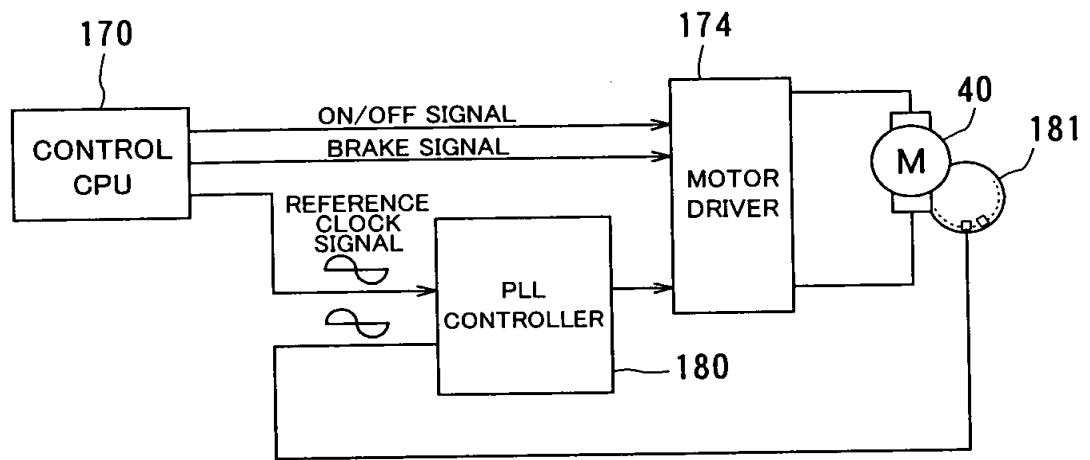 170
174
40
181
CONTROL
CPU
ON/OFF SIGNAL
BRAKE SIGNAL
REFERENCE
CLOCK
SIGNAL
MOTOR
DRIVER
M
PLL
CONTROLLER
180